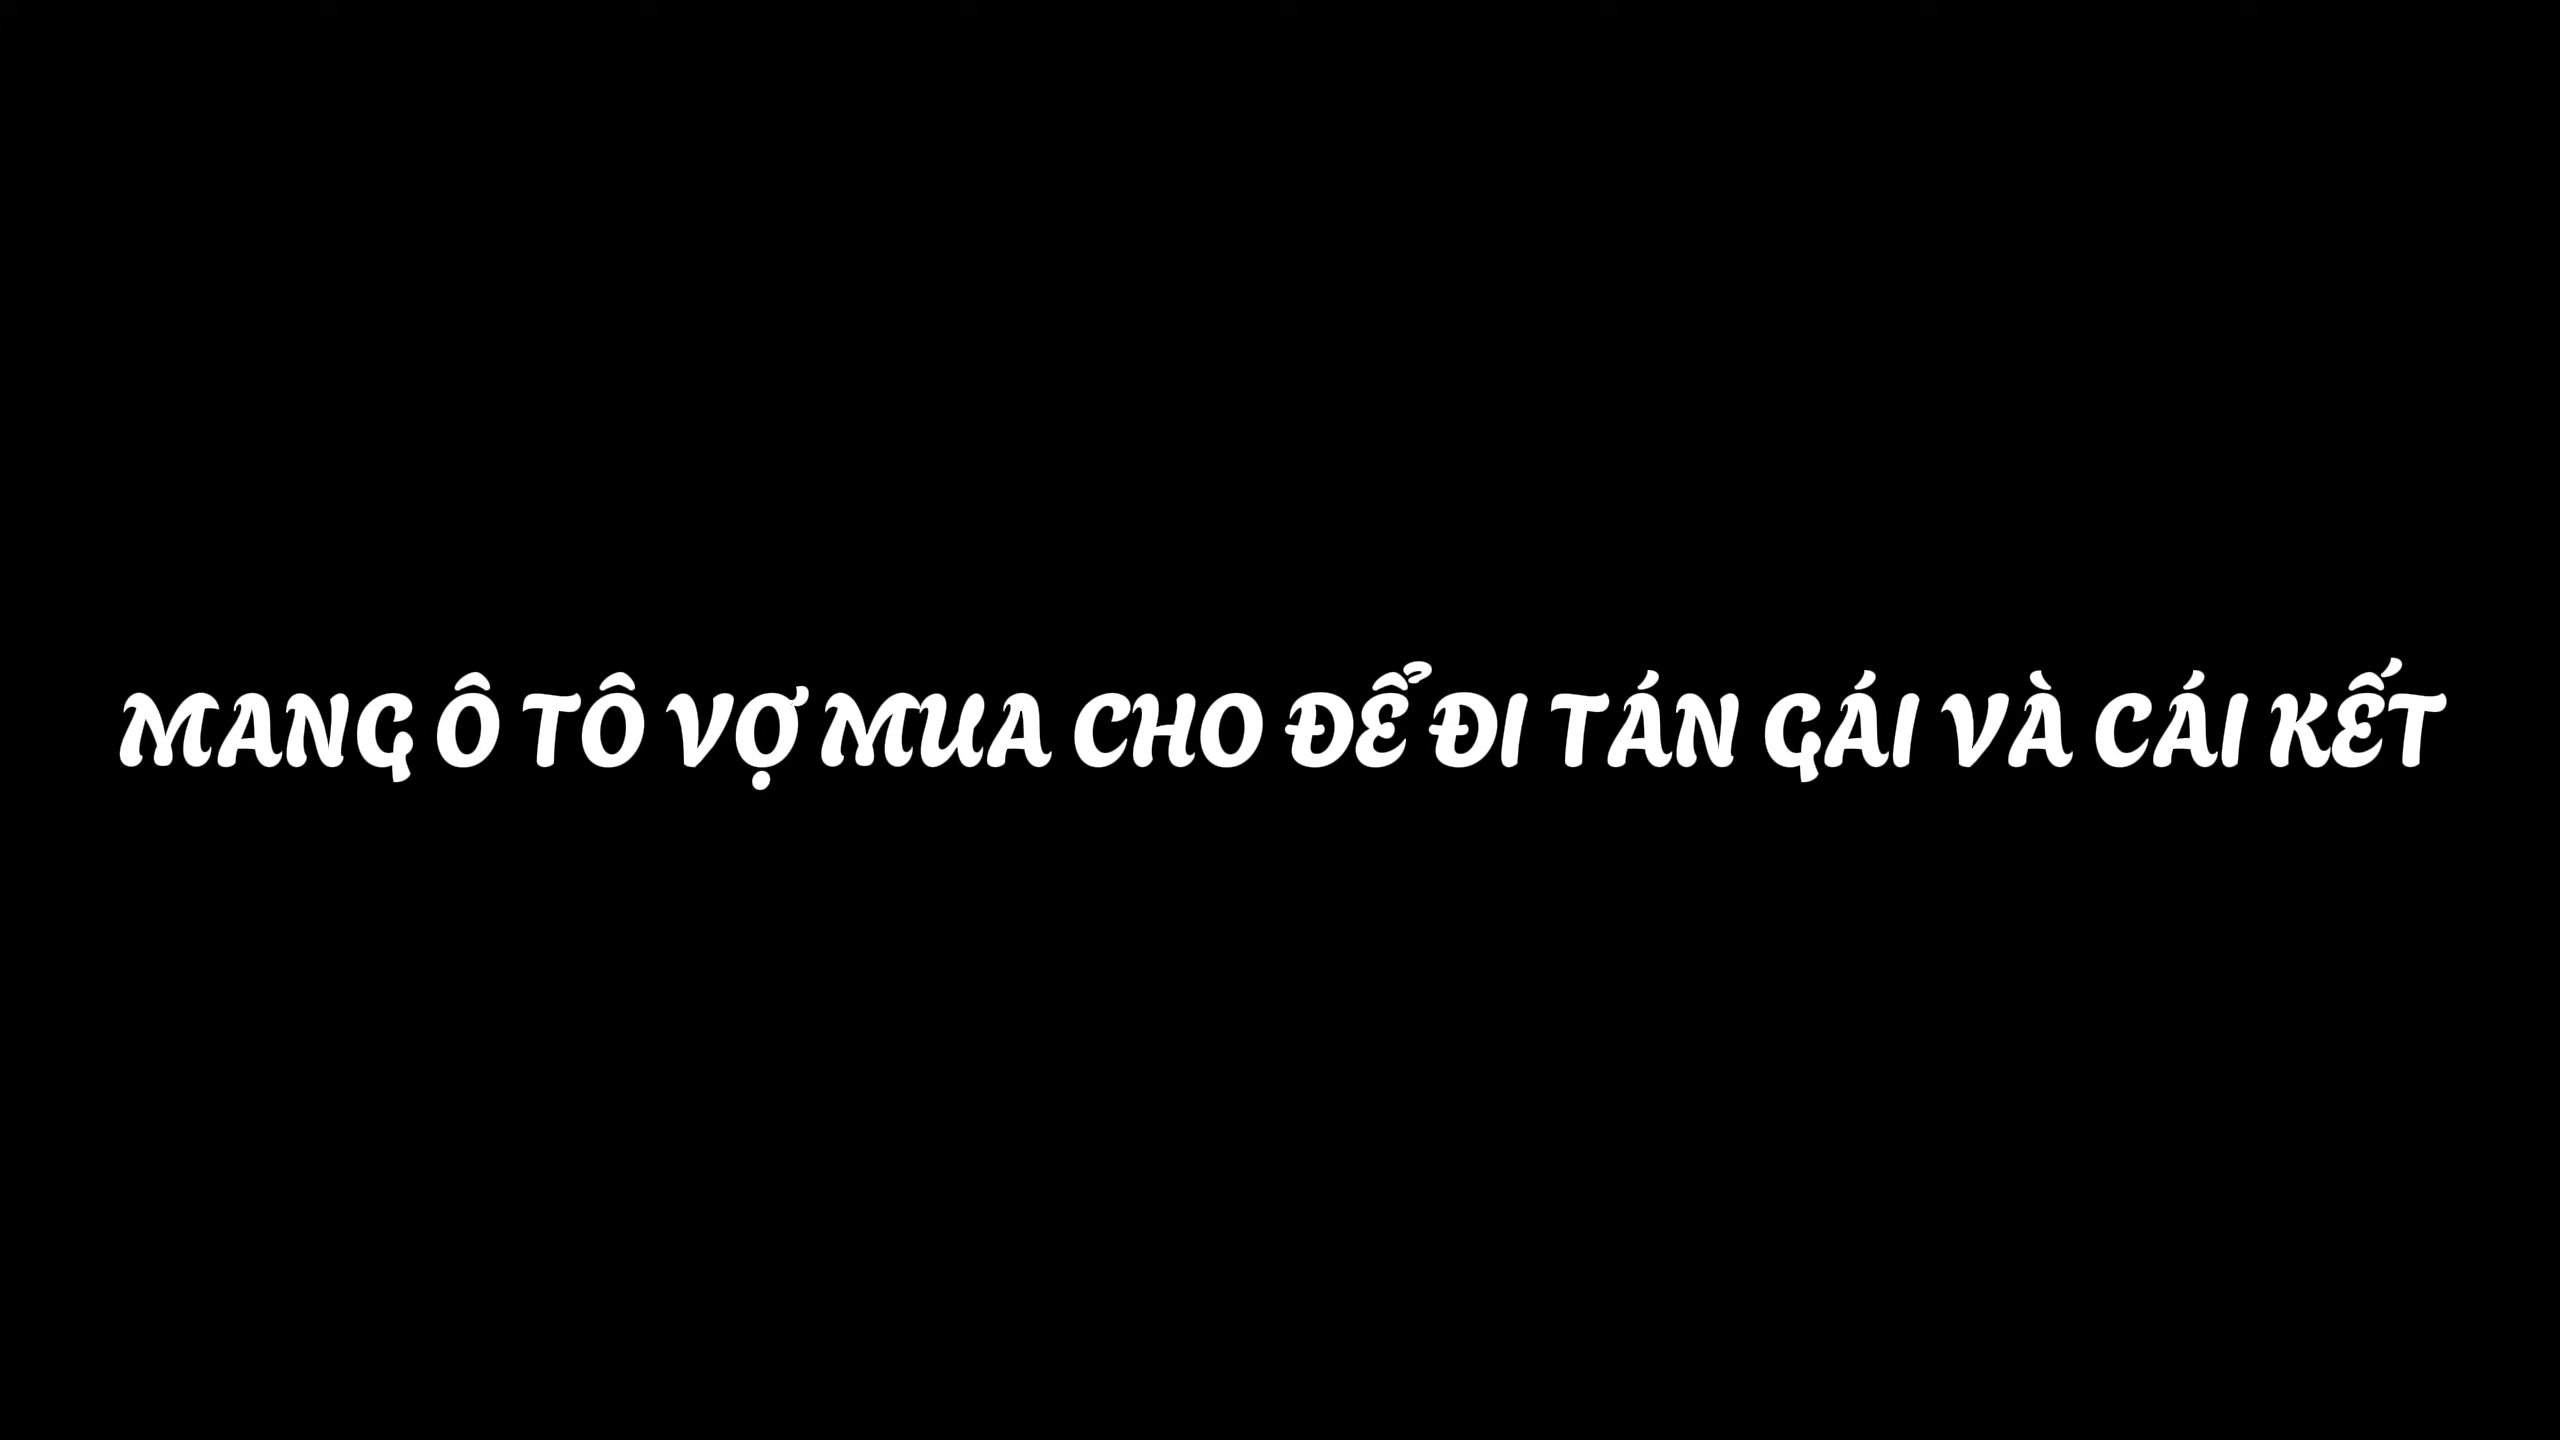 MANG Ô TÔ VỢ MUA CHO ĐỂ ĐI TÁN GÁI VÀ CÁI KẾT